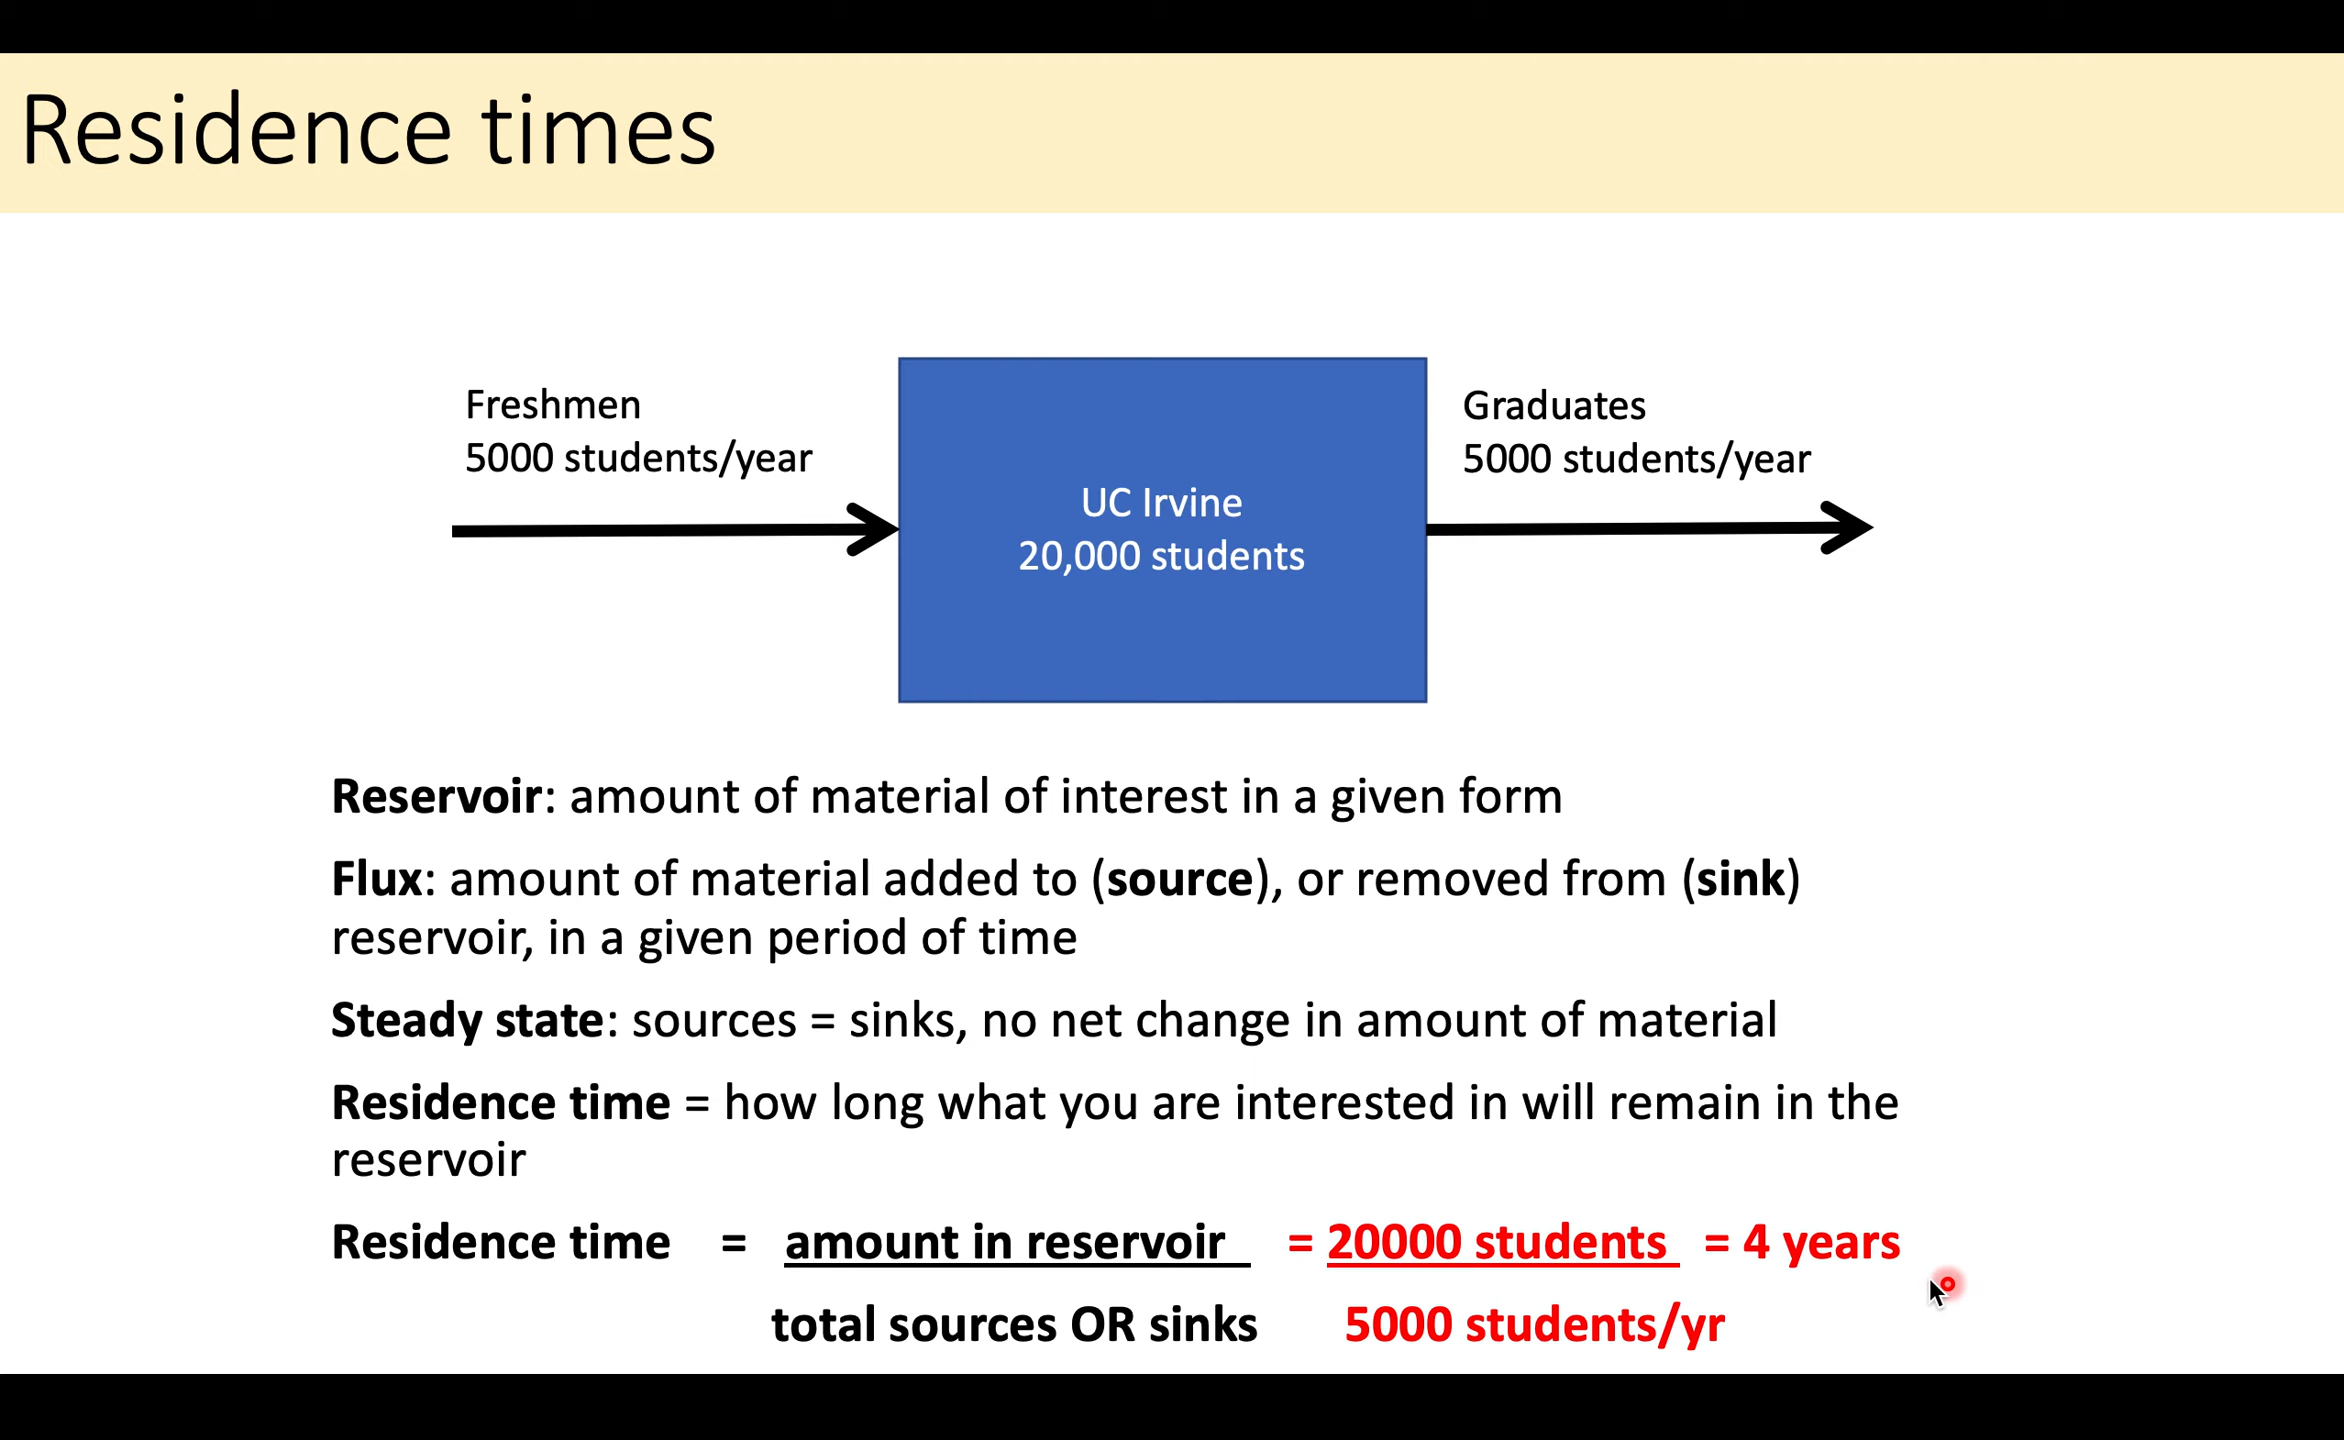 Residence times
Freshmen
5000 students/year
UC Irvine
20,000 students
Graduates
5000 students/year
Reservoir: amount of material of interest in a given form
Flux: amount of material added to (source), or removed from (sink)
reservoir, in a given period of time
Steady state: sources = sinks, no net change in amount of material
Residence time = how long what you are interested in will remain in the
reservoir
Residence time = amount in reservoir = 20000 students = 4 years
total sources OR sinks 5000 students/yr